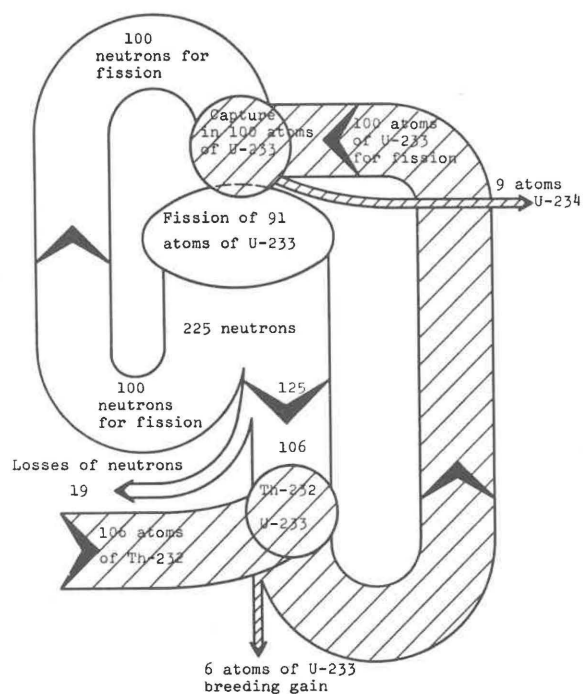 100
neutrons for
fission
Capture
in 100 atoms
of U-233
100 atoms
of U-233
for fission
9 atoms
U-234
Fission of 91
atoms of U-233
225 neutrons
100
neutrons
for fission
125
Losses of neutrons
19
106
Th-232
U-233
106 atoms
of Th-232
6 atoms of U-233
breeding gain